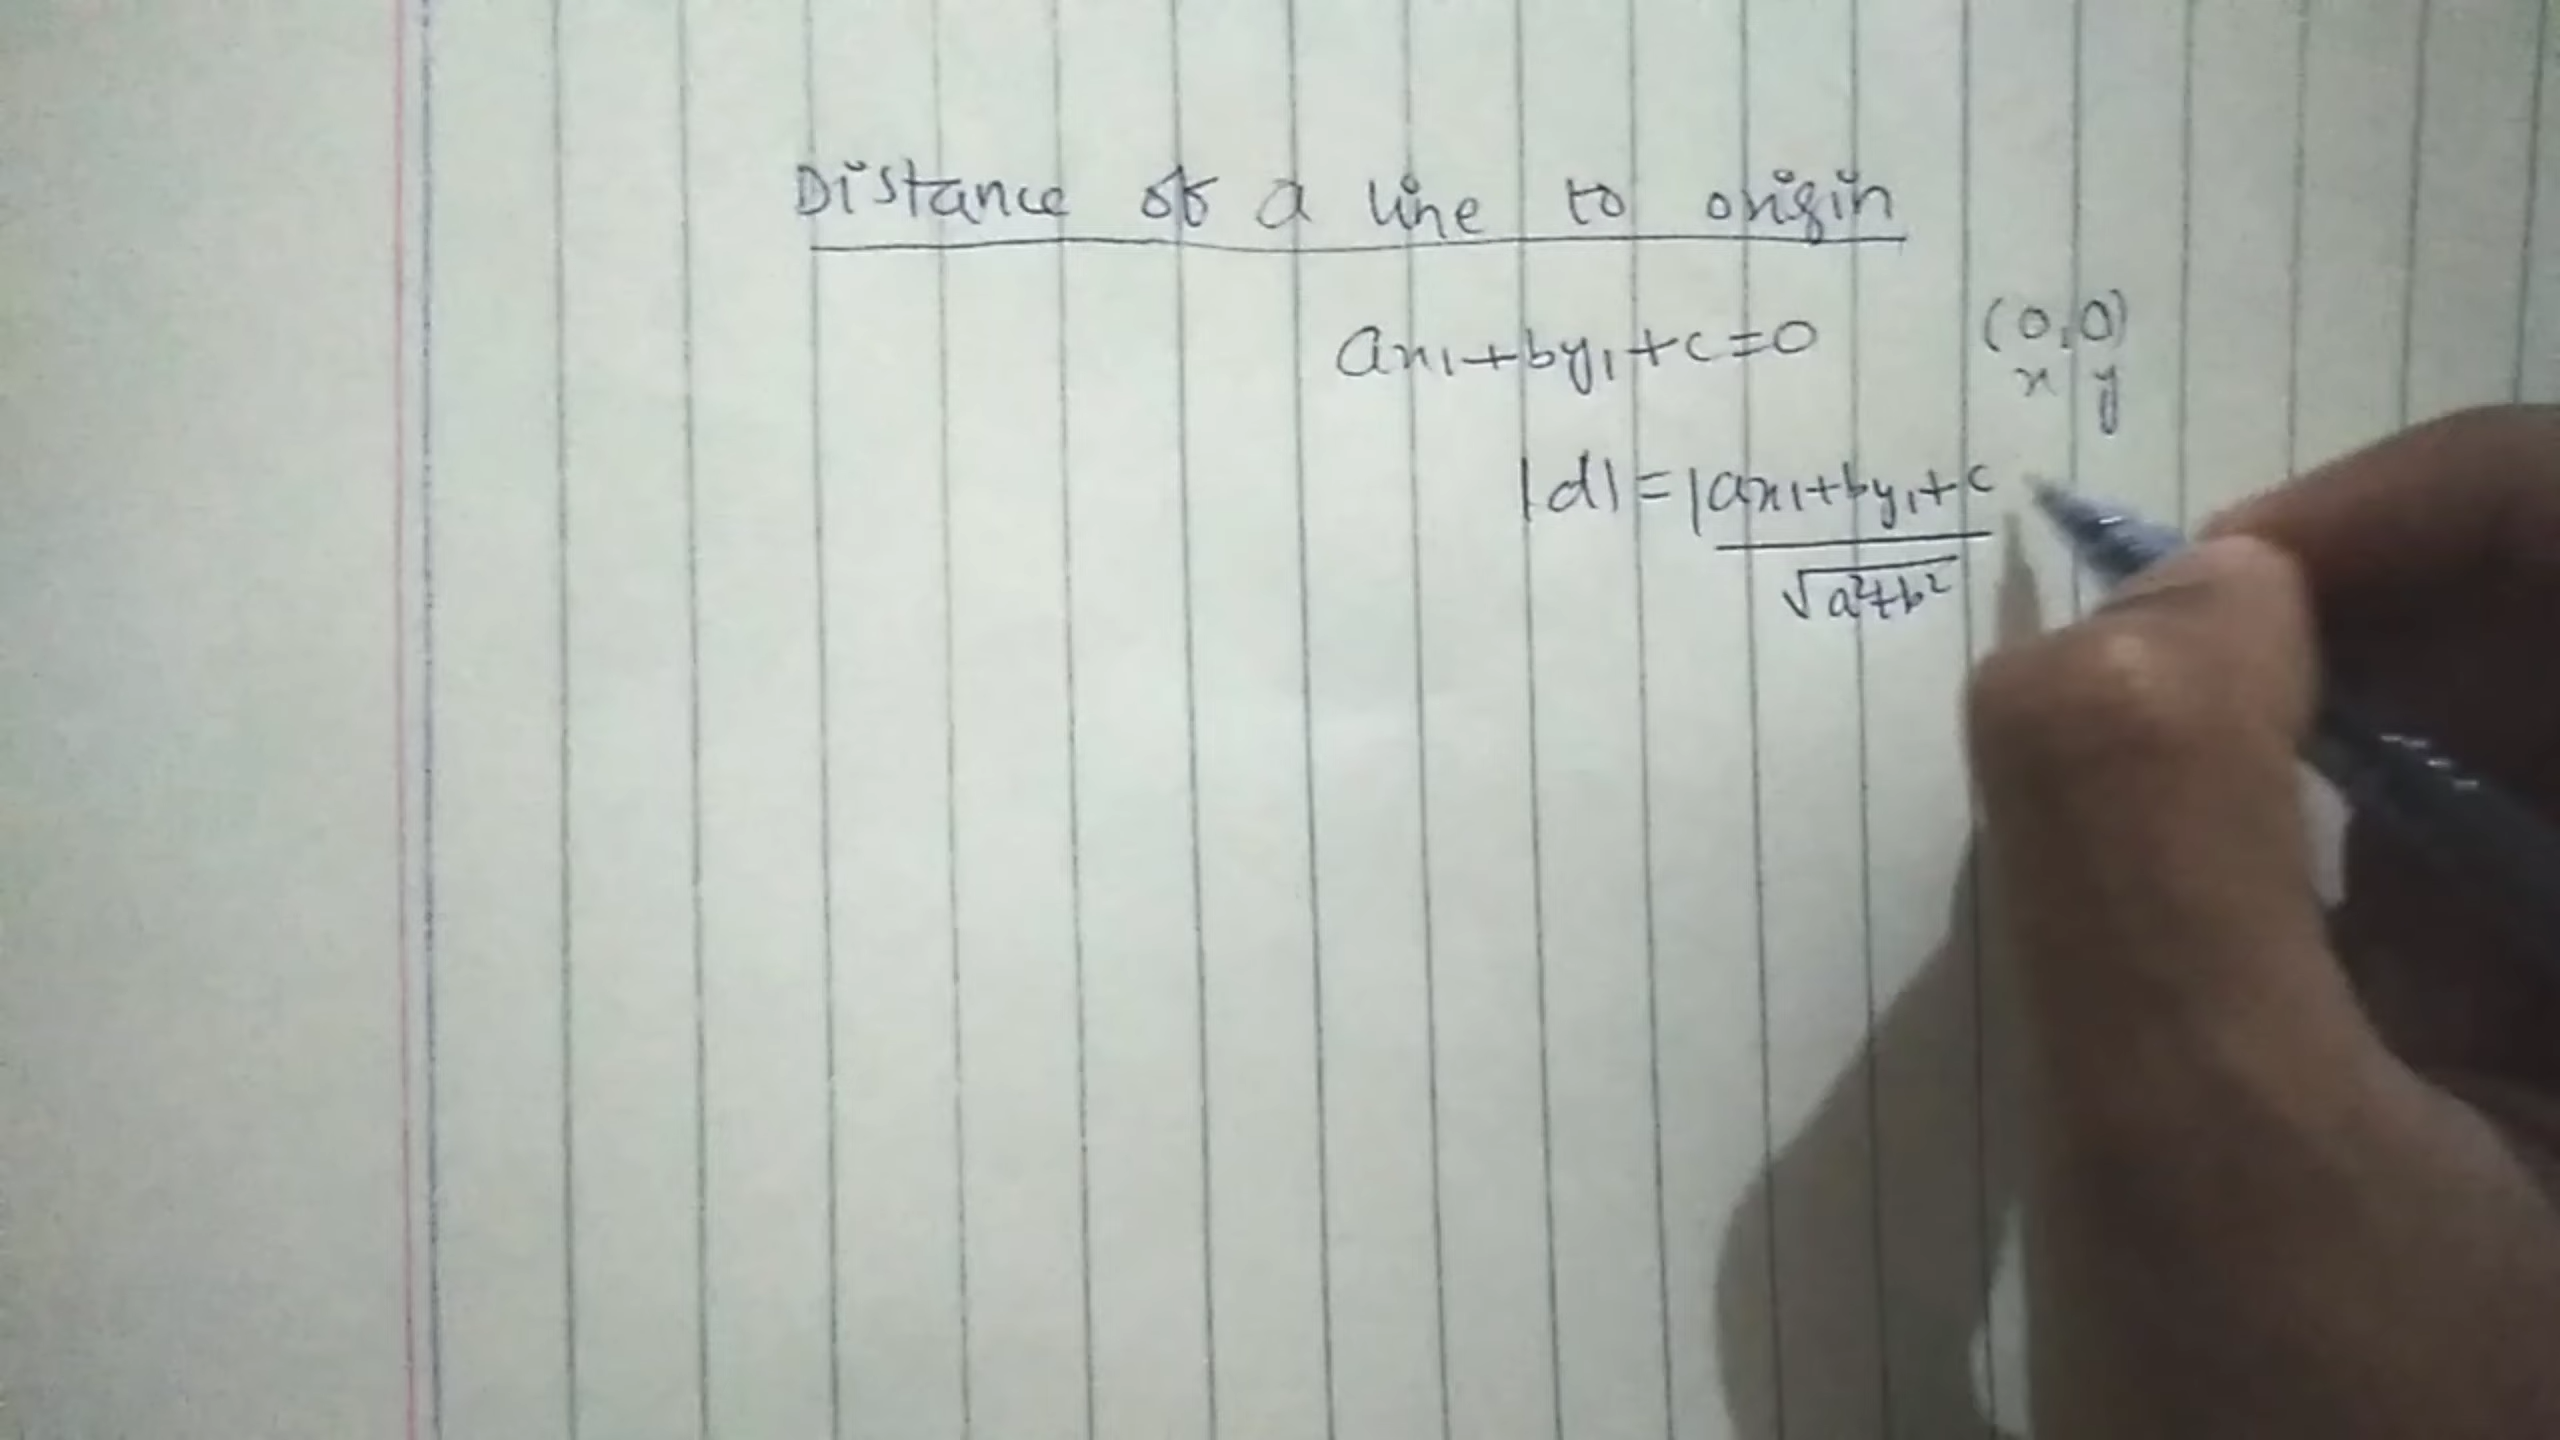 Distance of a line to origin
ax₁+by₁+c=0 (0,0)
x y
|d|=|ax₁+by₁+c
√a²+b²